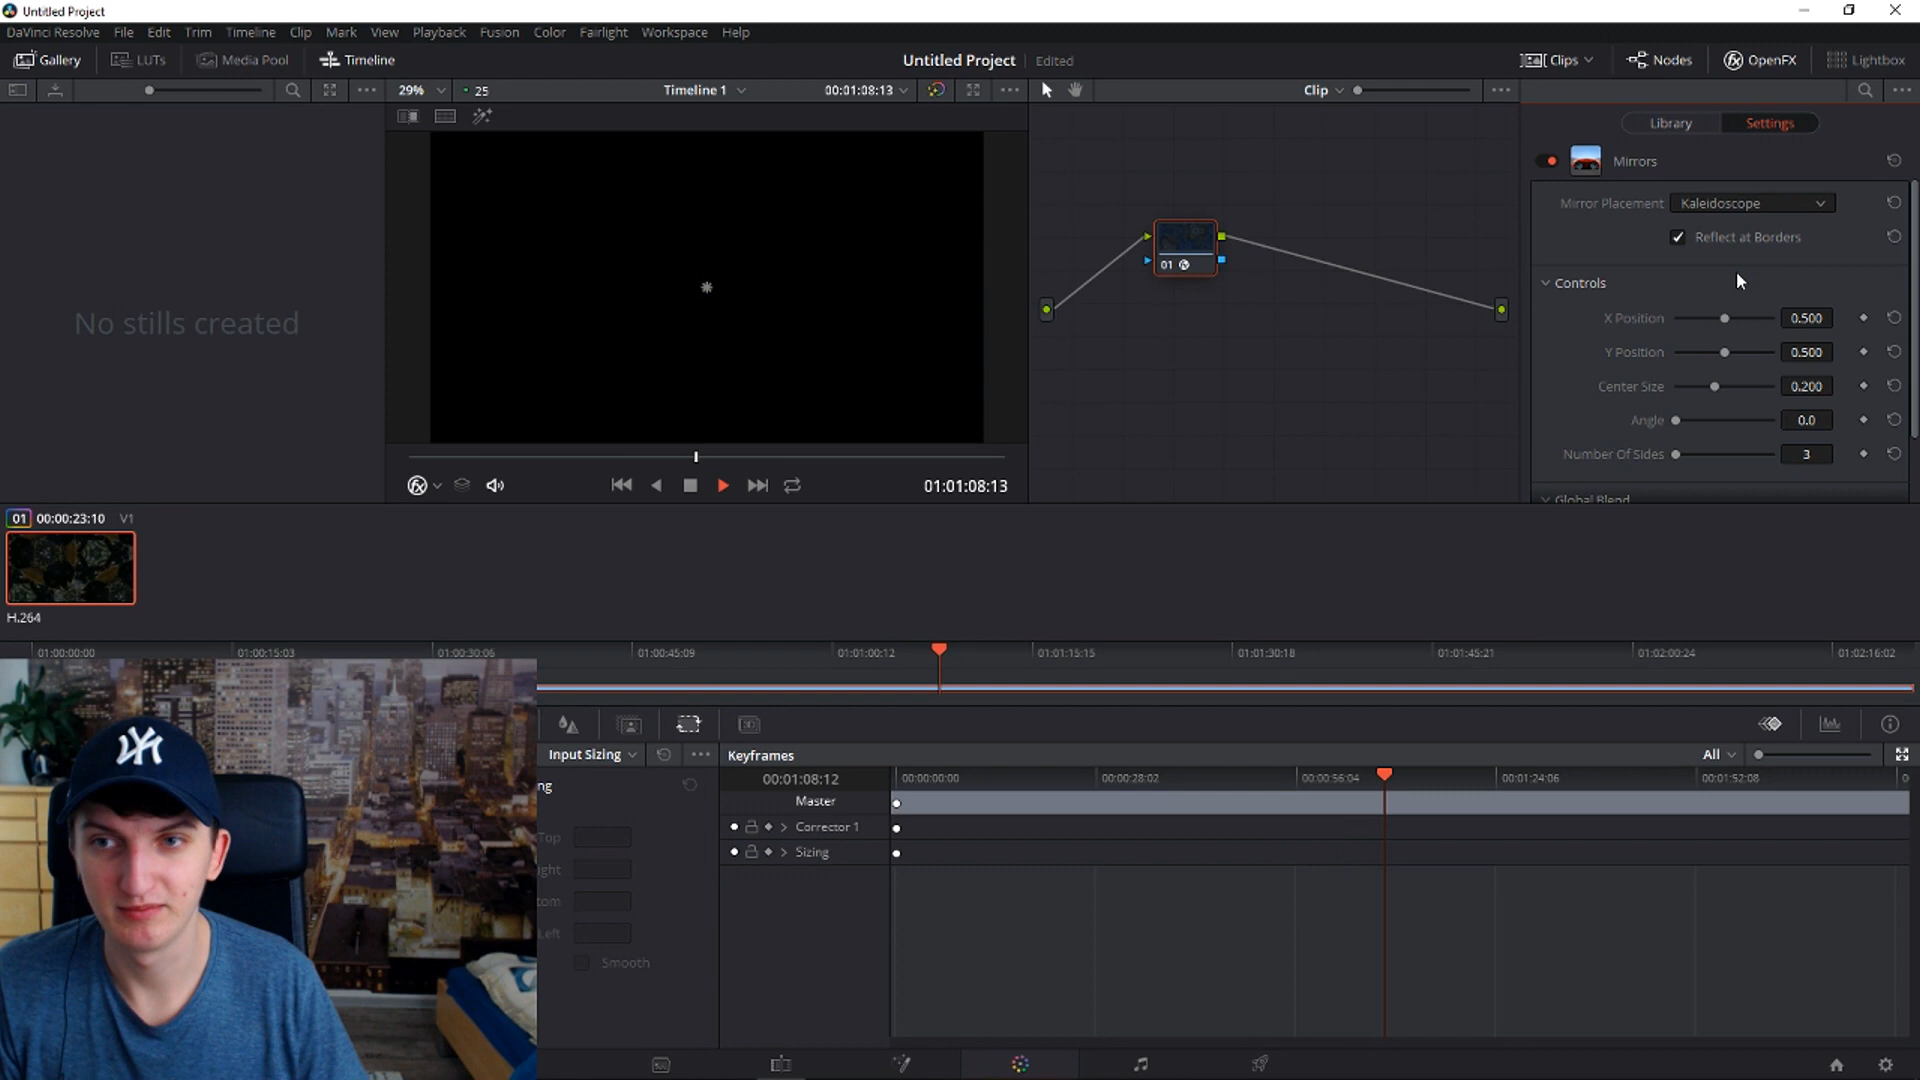 Untitled Project
DaVinci Resolve File Edit Trim Timeline Clip Mark View Playback Fusion Color Fairlight Workspace Help
Gallery LUTs Media Pool Timeline Untitled Project Edited Clips Nodes OpenFX Lightbox
29% 25 Timeline 1 00:01:08:13 Clip
Library Settings
Mirrors
Mirror Placement Kaleidoscope
Reflect at Borders
Controls
X Position 0.500
Y Position 0.500
Center Size 0.200
Angle 0.0
Number Of Sides 3
Global Blend
No stills created
01
01:01:08:13
01 00:00:23:10 V1
H.264
01:00:00:00 01:00:15:03 01:00:30:06 01:00:45:09 01:01:00:12 01:01:15:15 01:01:30:18 01:01:45:21 01:02:00:24 01:02:16:02
Input Sizing Keyframes All
00:01:08:12 00:00:00:00 00:00:28:02 00:00:56:04 00:01:24:06 00:01:52:08 0
ng
Master
Corrector 1
Sizing
Top
ight
tom
Left
Smooth
NY